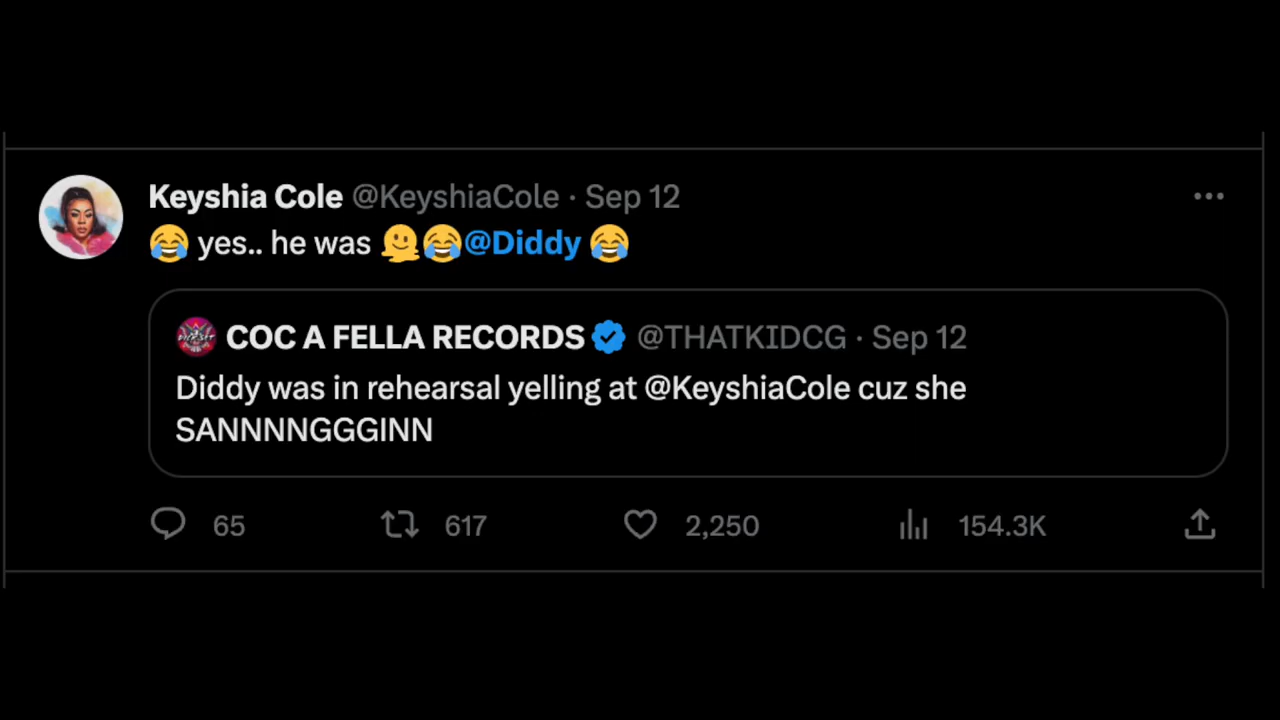 Keyshia Cole @KeyshiaCole · Sep 12
😂 yes.. he was 🫠😂@Diddy 😂
COC A FELLA RECORDS @THATKIDCG · Sep 12
Diddy was in rehearsal yelling at @KeyshiaCole cuz she
SANNNNGGGINN
65 617 2,250 154.3K